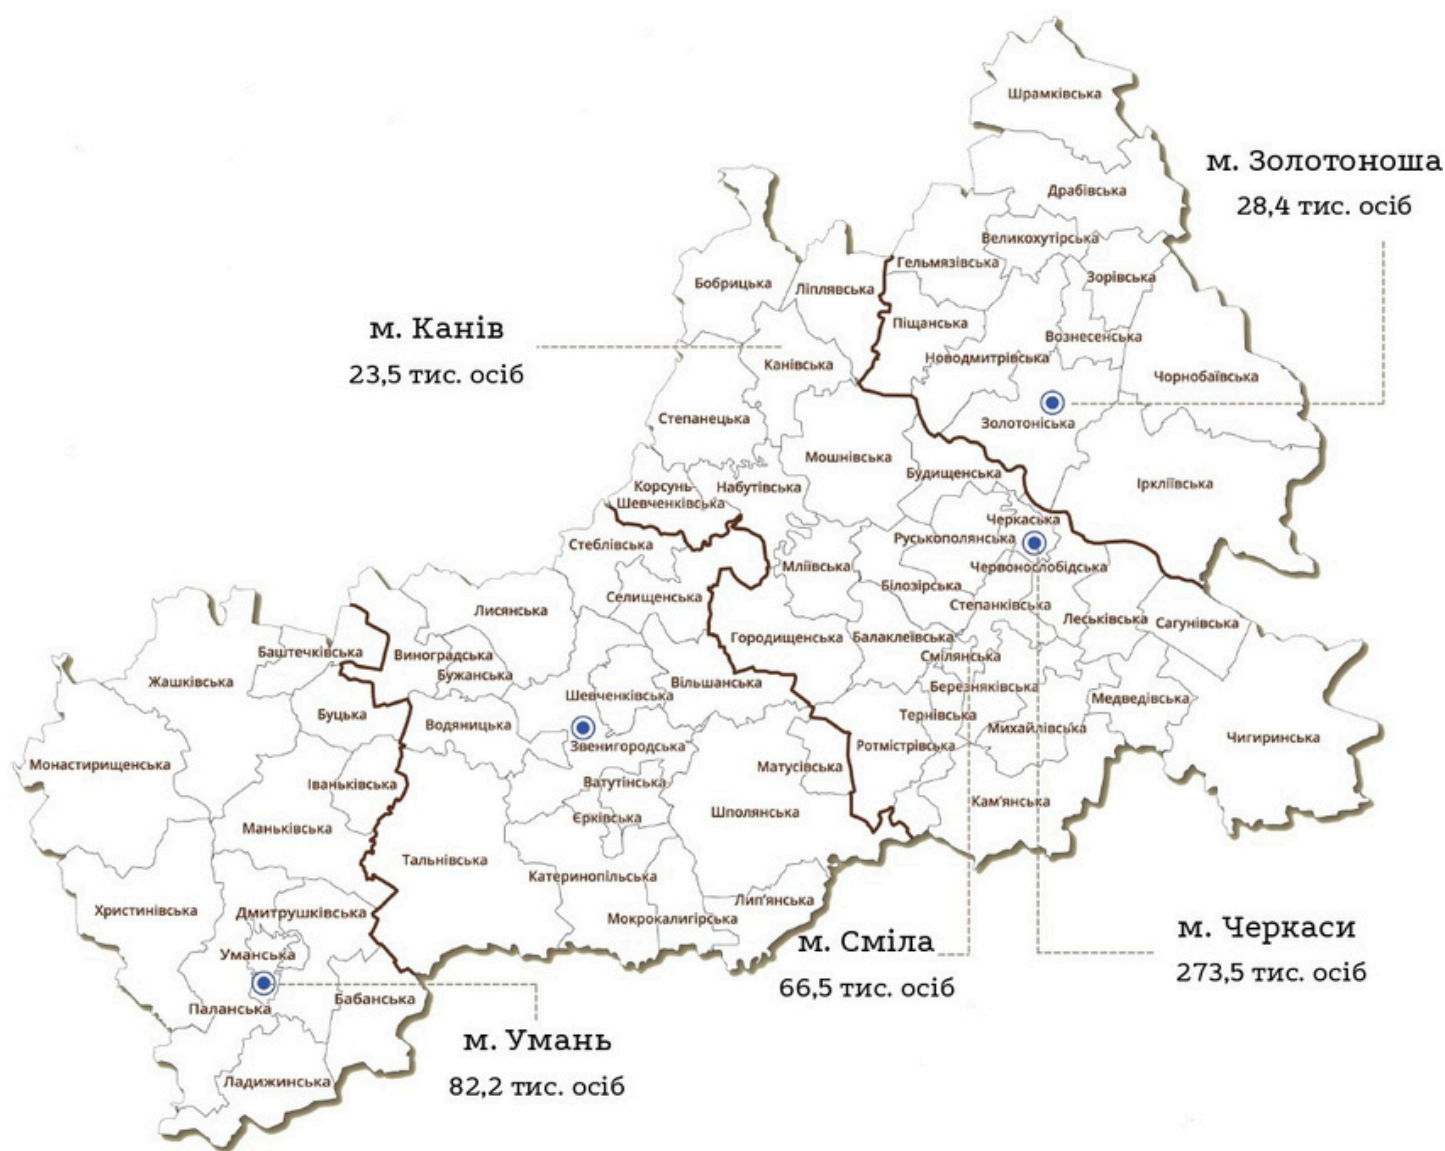 Шрамківська
м. Золотоноша
28,4 тис. осіб
Драбівська
Великохутірська
Гельмязівська
Зорівська
Бобрицька
Ліплявська
Піщанська
Вознесенська
м. Канів
23,5 тис. осіб
Канівська
Новодмитрівська
Чорнобаївська
Степанецька
Золотоніська
Мошнівська
Будищенська
Іркліївська
Корсунь-
Шевченківська
Набутівська
Черкаська
Руськополянська
Стеблівська
Мліївська
Червонослобідська
Білозірська
Селищенська
Степанківська
Лисянська
Леськівська
Сагунівська
Городищенська
Балаклеївська
Смілянська
Баштечківська
Виноградська
Бужанська
Жашківська
Шевченківська
Вільшанська
Березняківська
Медведівська
Буцька
Водяницька
Тернівська
Михайлівська
Звенигородська
Ротмістрівська
Чигиринська
Монастирищенська
Матусівська
Іваньківська
Ватутінська
Кам'янська
Шполянська
Єрківська
Маньківська
Тальнівська
Катеринопільська
Лип'янська
Мокрокалигірська
Христинівська
Дмитрушківська
Уманська
м. Сміла
66,5 тис. осіб
м. Черкаси
273,5 тис. осіб
Бабанська
Паланська
м. Умань
82,2 тис. осіб
Ладижинська